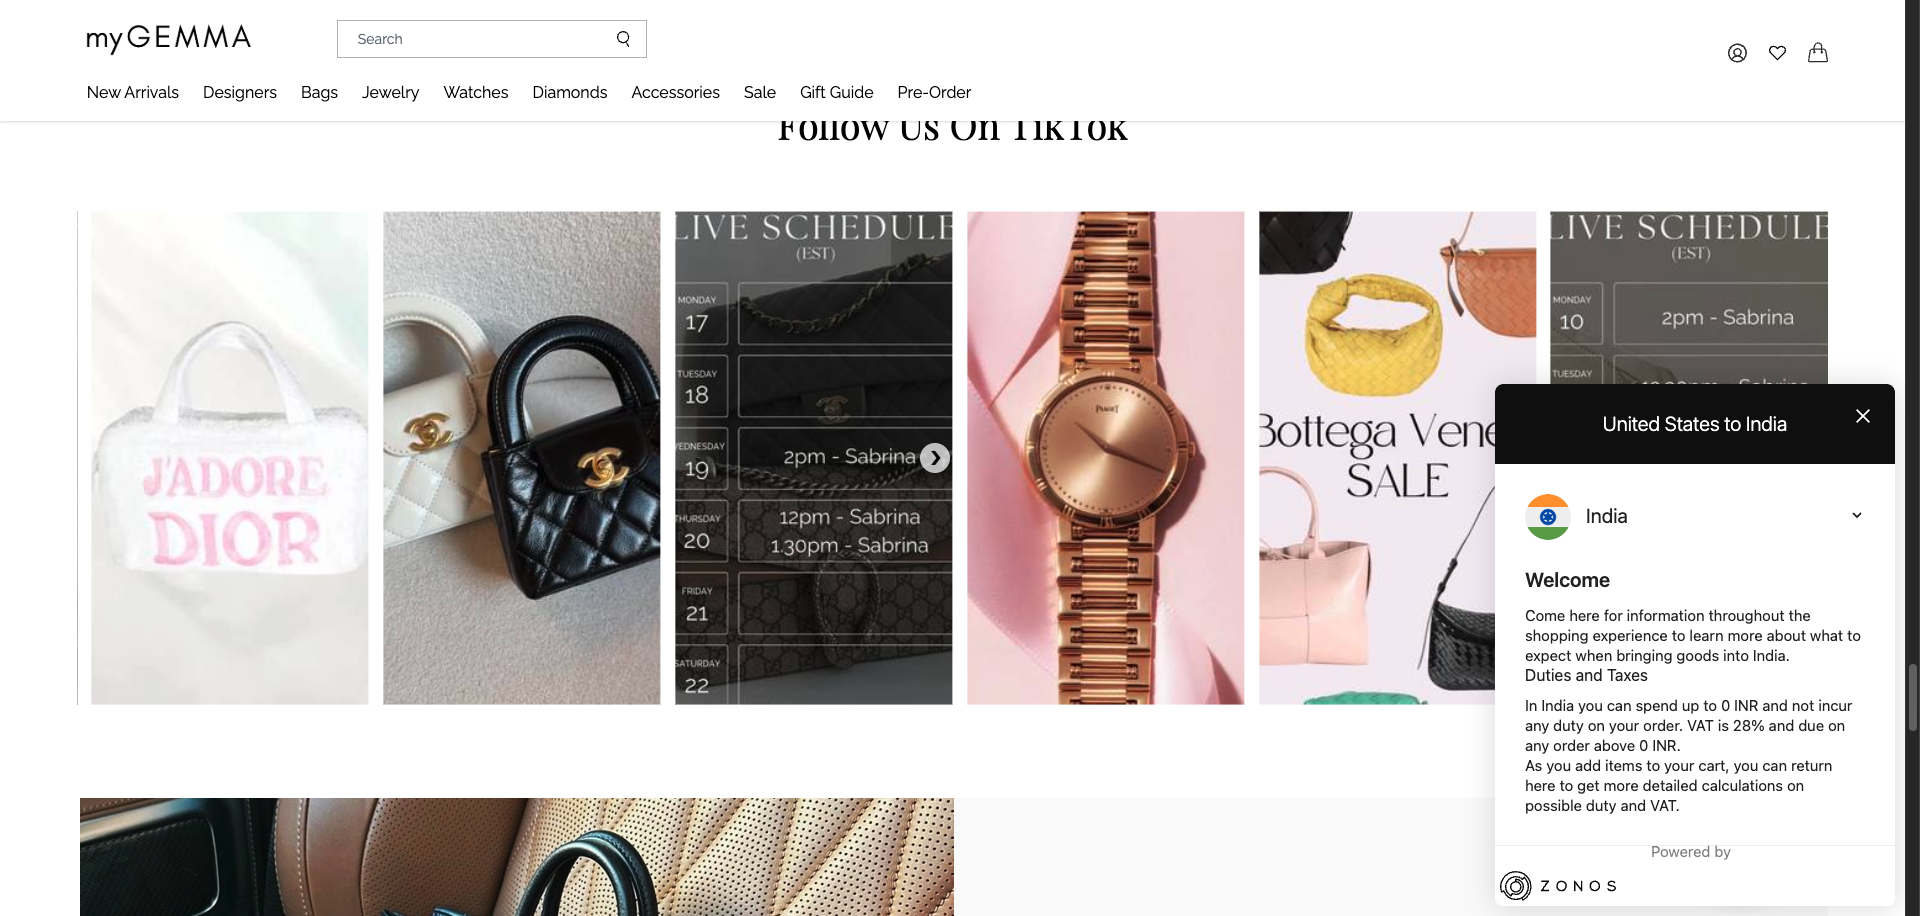 myGEMMA
Search
New Arrivals
Designers
Bags
Jewelry
Watches
Diamonds
Accessories
Sale
Gift Guide
Pre-Order
Follow Us On TikTok
J'ADORE
DIOR
LIVE SCHEDULE
(EST)
MONDAY
17
TUESDAY
18
WEDNESDAY
19
2pm - Sabrina
THURSDAY
20
12pm - Sabrina
1.30pm - Sabrina
FRIDAY
21
SATURDAY
22
PIAGET
Bottega Vene
SALE
LIVE SCHEDULE
(EST)
MONDAY
10
2pm - Sabrina
TUESDAY
United States to India
India
Welcome
Come here for information throughout the
shopping experience to learn more about what to
expect when bringing goods into India.
Duties and Taxes
In India you can spend up to 0 INR and not incur
any duty on your order. VAT is 28% and due on
any order above 0 INR.
As you add items to your cart, you can return
here to get more detailed calculations on
possible duty and VAT.
Powered by
ZONOS